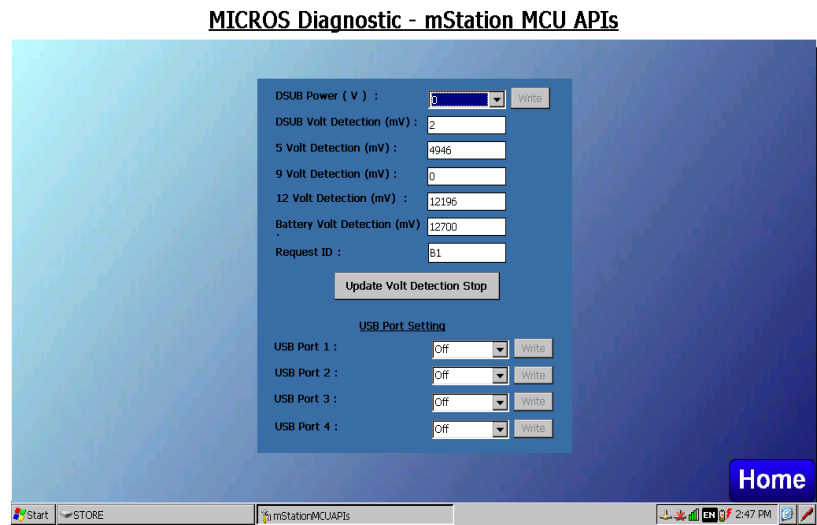 MICROS Diagnostic - mStation MCU APIs
DSUB Power ( V ) : 0 Write
DSUB Volt Detection (mV) : 2
5 Volt Detection (mV) : 4946
9 Volt Detection (mV) : 0
12 Volt Detection (mV) : 12196
Battery Volt Detection (mV) : 12700
Request ID : B1
Update Volt Detection Stop
USB Port Setting
USB Port 1 : Off Write
USB Port 2 : Off Write
USB Port 3 : Off Write
USB Port 4 : Off Write
Home
Start STORE mStationMCUAPIs EN 2:47 PM